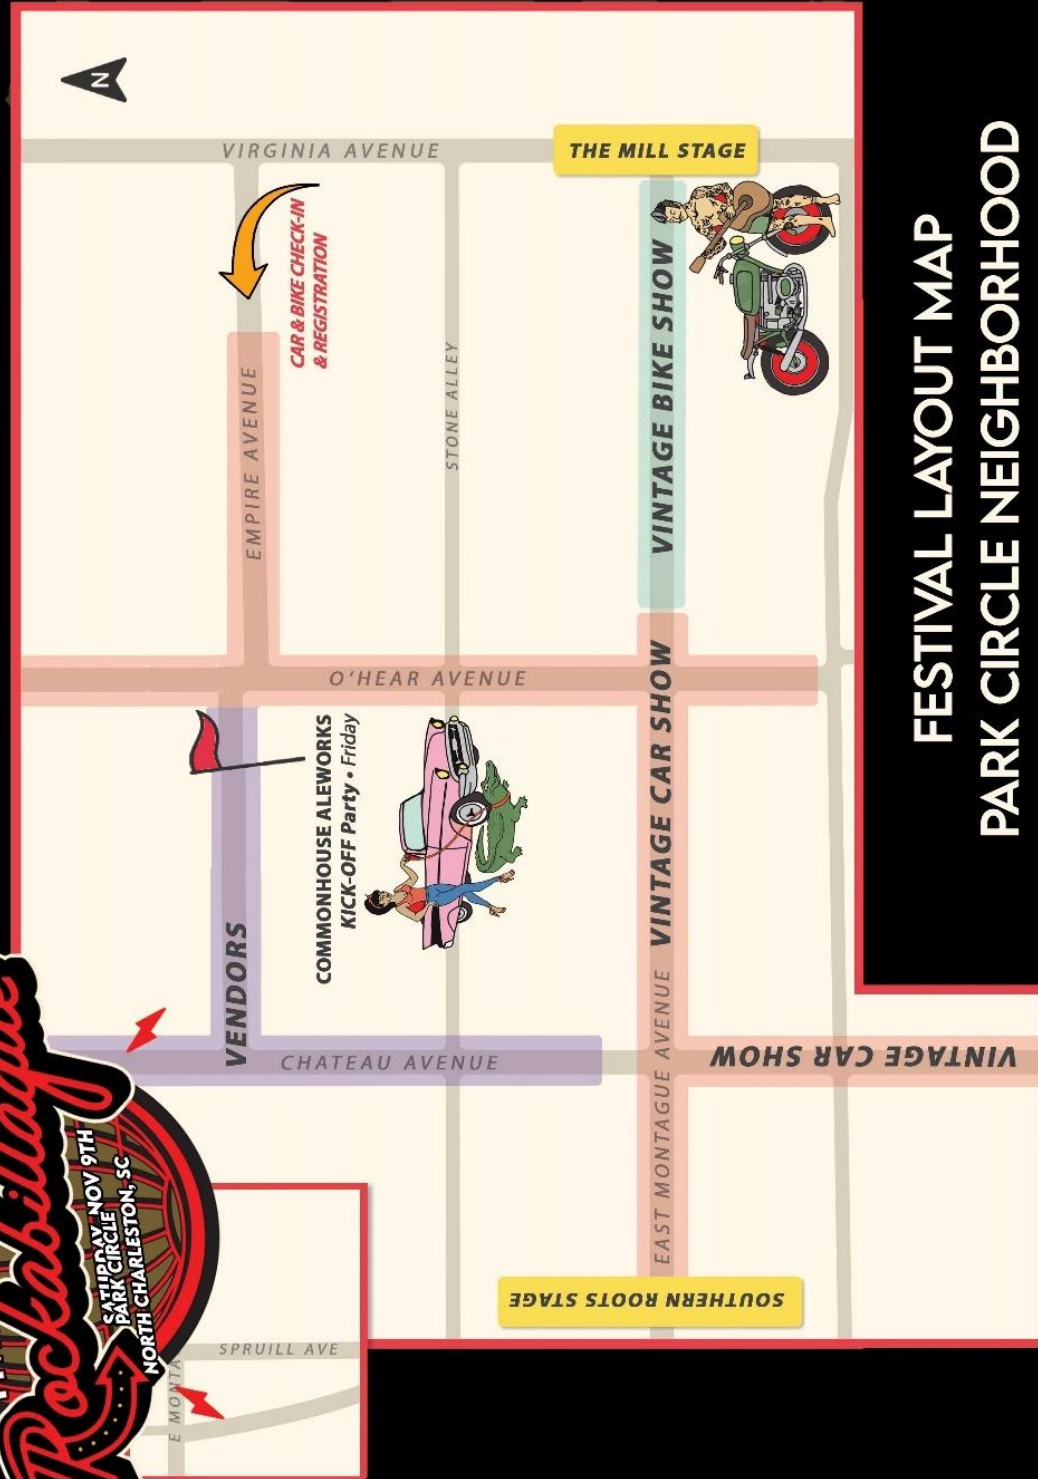 FESTIVAL LAYOUT MAP
PARK CIRCLE NEIGHBORHOOD
N
VIRGINIA AVENUE
THE MILL STAGE
CAR & BIKE CHECK-IN
& REGISTRATION
EMPIRE AVENUE
STONE ALLEY
VINTAGE BIKE SHOW
O'HEAR AVENUE
VINTAGE CAR SHOW
COMMONHOUSE ALEWORKS
KICK-OFF Party • Friday
VENDORS
CHATEAU AVENUE
EAST MONTAGUE AVENUE
VINTAGE CAR SHOW
SOUTHERN ROOTS STAGE
Rockabillaque
SATURDAY NOV 9TH
PARK CIRCLE
NORTH CHARLESTON, SC
SPRUILL AVE
E MONTA